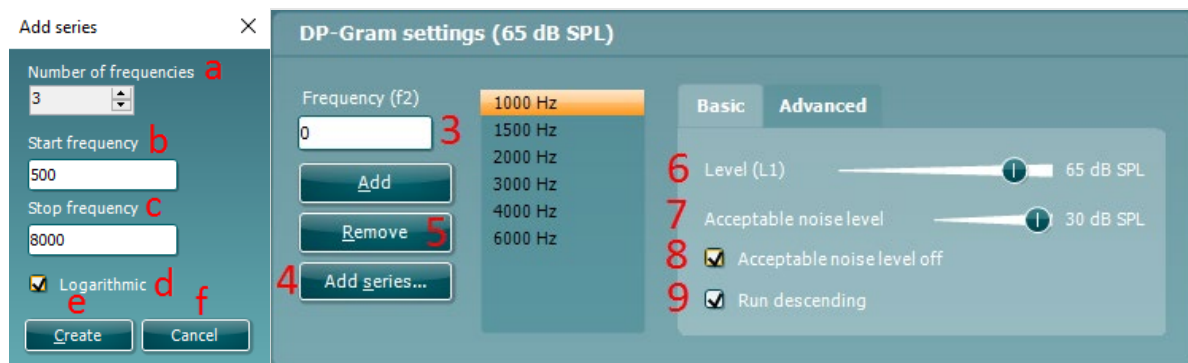 Add series
Number of frequencies a
3
Start frequency b
500
Stop frequency c
8000
Logarithmic d
e f
Create Cancel
DP-Gram settings (65 dB SPL)
Frequency (f2)
0 3
Add
Remove 5
4 Add series...
1000 Hz
1500 Hz
2000 Hz
3000 Hz
4000 Hz
6000 Hz
Basic Advanced
6 Level (L1) 65 dB SPL
7 Acceptable noise level 30 dB SPL
8 Acceptable noise level off
9 Run descending